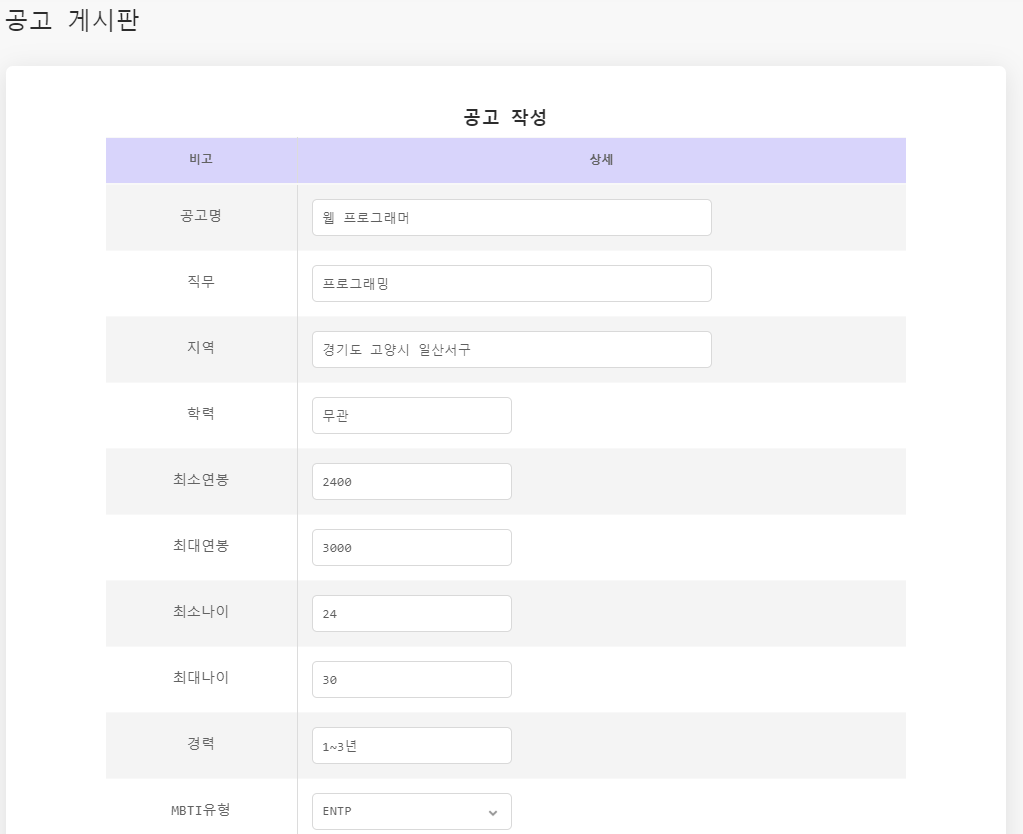 공고 게시판
공고 작성
비고 상세
공고명 웹 프로그래머
직무 프로그래밍
지역 경기도 고양시 일산서구
학력 무관
최소연봉 2400
최대연봉 3000
최소나이 24
최대나이 30
경력 1~3년
MBTI유형 ENTP